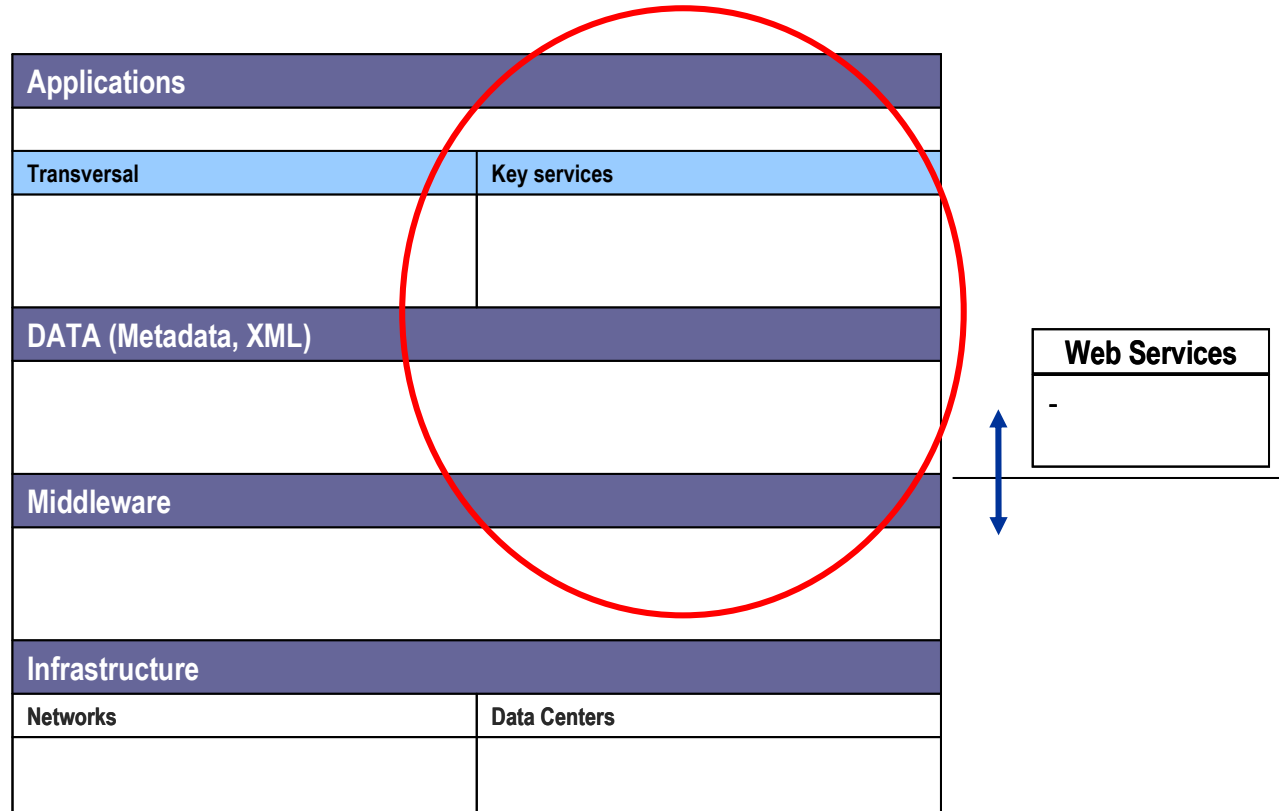 Applications
Transversal
Key services
DATA (Metadata, XML)
Web Services
-
Middleware
Infrastructure
Networks
Data Centers